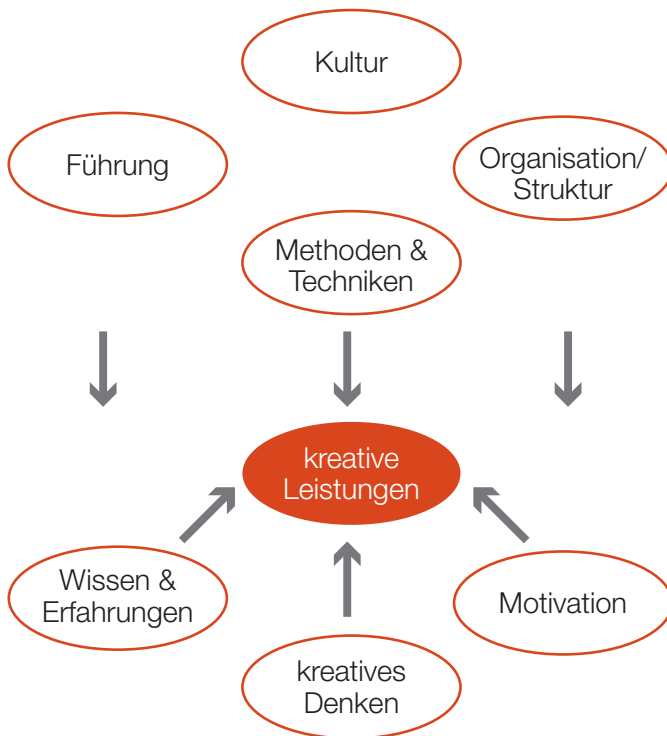 Kultur
Führung
Organisation/
Struktur
Methoden &
Techniken
kreative
Leistungen
Wissen &
Erfahrungen
Motivation
kreatives
Denken